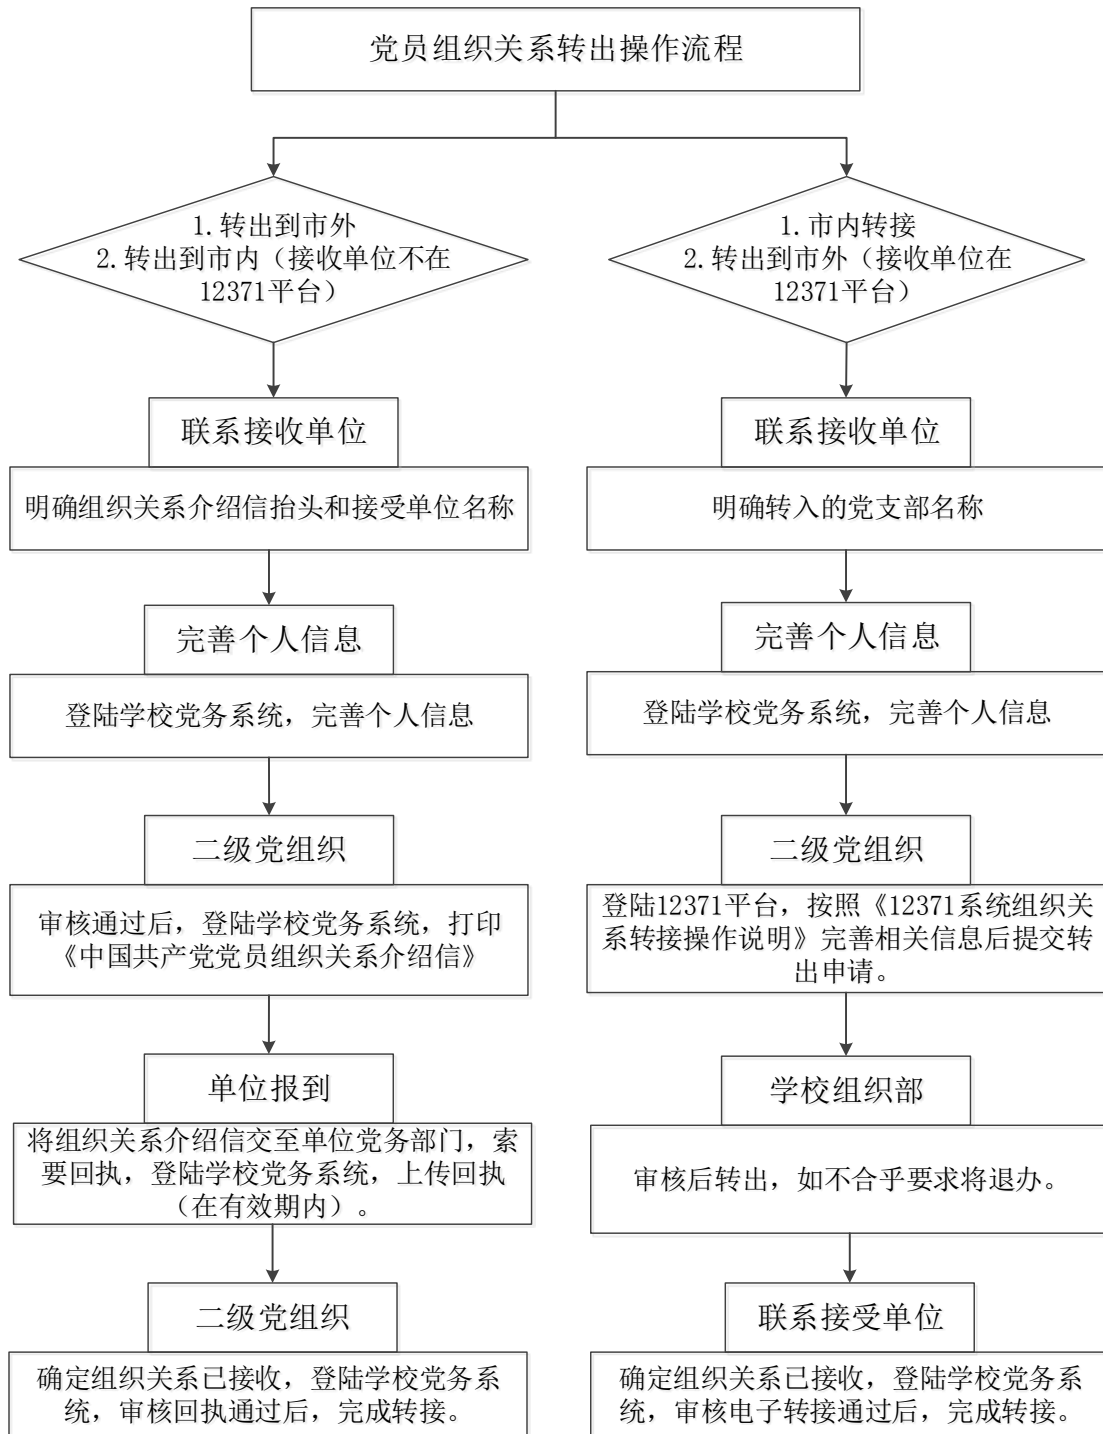 党员组织关系转出操作流程
1.转出到市外
2.转出到市内（接收单位不在
12371平台）
1.市内转接
2.转出到市外（接收单位在
12371平台）
联系接收单位
明确组织关系介绍信抬头和接受单位名称
完善个人信息
登陆学校党务系统，完善个人信息
二级党组织
审核通过后，登陆学校党务系统，打印
《中国共产党党员组织关系介绍信》
单位报到
将组织关系介绍信交至单位党务部门，索
要回执，登陆学校党务系统，上传回执
（在有效期内）。
二级党组织
确定组织关系已接收，登陆学校党务系
统，审核回执通过后，完成转接。
联系接收单位
明确转入的党支部名称
完善个人信息
登陆学校党务系统，完善个人信息
二级党组织
登陆12371平台，按照《12371系统组织关
系转接操作说明》完善相关信息后提交转
出申请。
学校组织部
审核后转出，如不合乎要求将退办。
联系接受单位
确定组织关系已接收，登陆学校党务系
统，审核电子转接通过后，完成转接。